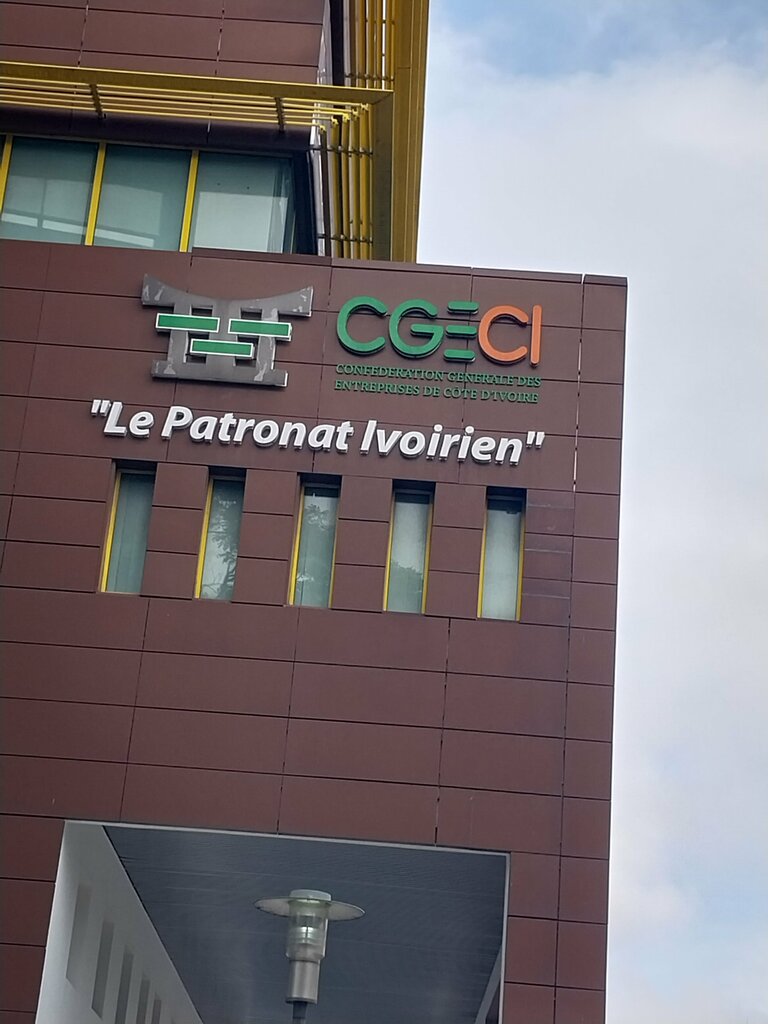 CGECI
CONFEDERATION GENERALE DES
ENTREPRISES DE CÔTE D'IVOIRE
"Le Patronat Ivoirien"